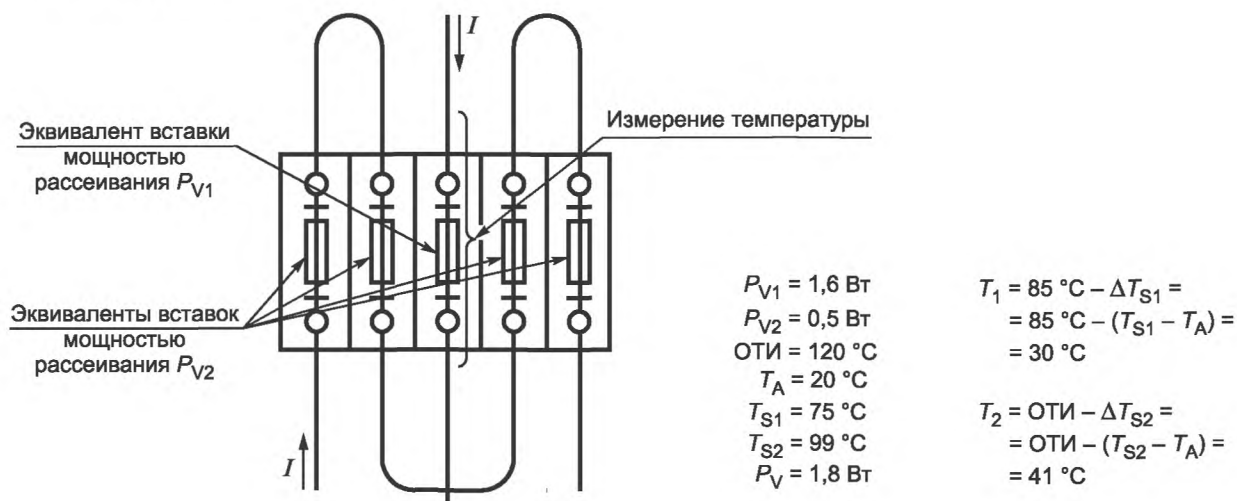 I
Эквивалент вставки
мощностью
рассеивания P_V1
Измерение температуры
Эквиваленты вставок
мощностью
рассеивания P_V2
I
P_V1 = 1,6 Вт
P_V2 = 0,5 Вт
ОТИ = 120 °C
T_A = 20 °C
T_S1 = 75 °C
T_S2 = 99 °C
P_V = 1,8 Вт
T_1 = 85 °C – ΔT_S1 =
= 85 °C – (T_S1 – T_A) =
= 30 °C
T_2 = ОТИ – ΔT_S2 =
= ОТИ – (T_S2 – T_A) =
= 41 °C